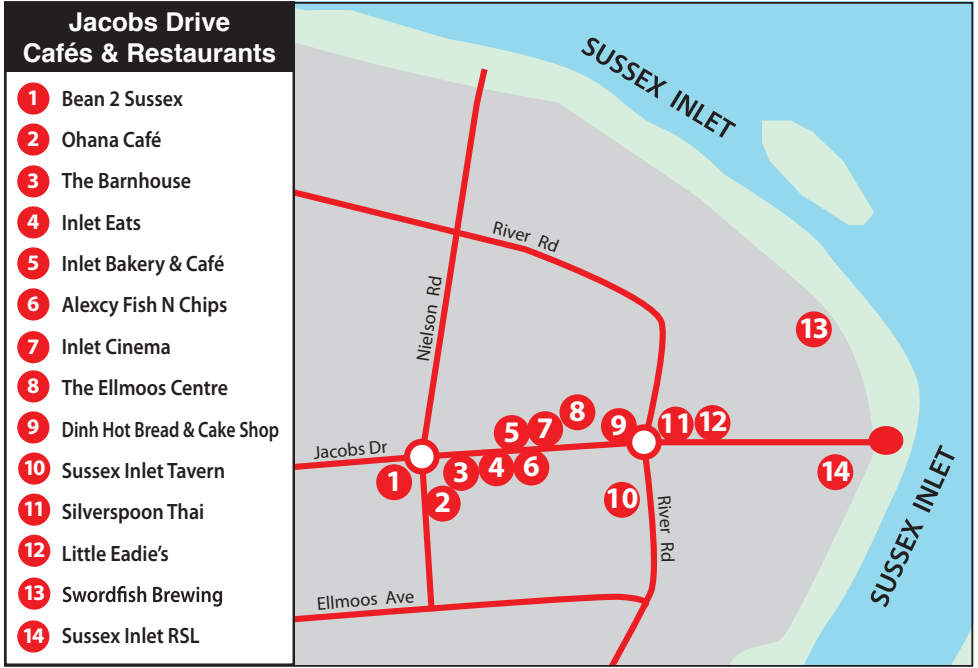 Jacobs Drive
Cafés & Restaurants
1 Bean 2 Sussex
2 Ohana Café
3 The Barnhouse
4 Inlet Eats
5 Inlet Bakery & Café
6 Alexcy Fish N Chips
7 Inlet Cinema
8 The Ellmoos Centre
9 Dinh Hot Bread & Cake Shop
10 Sussex Inlet Tavern
11 Silverspoon Thai
12 Little Eadie's
13 Swordfish Brewing
14 Sussex Inlet RSL
SUSSEX INLET
River Rd
Nielson Rd
13
8
5 7 9 11 12
Jacobs Dr
1 3 4 6 14
2 10
River Rd
Ellmoos Ave
SUSSEX INLET